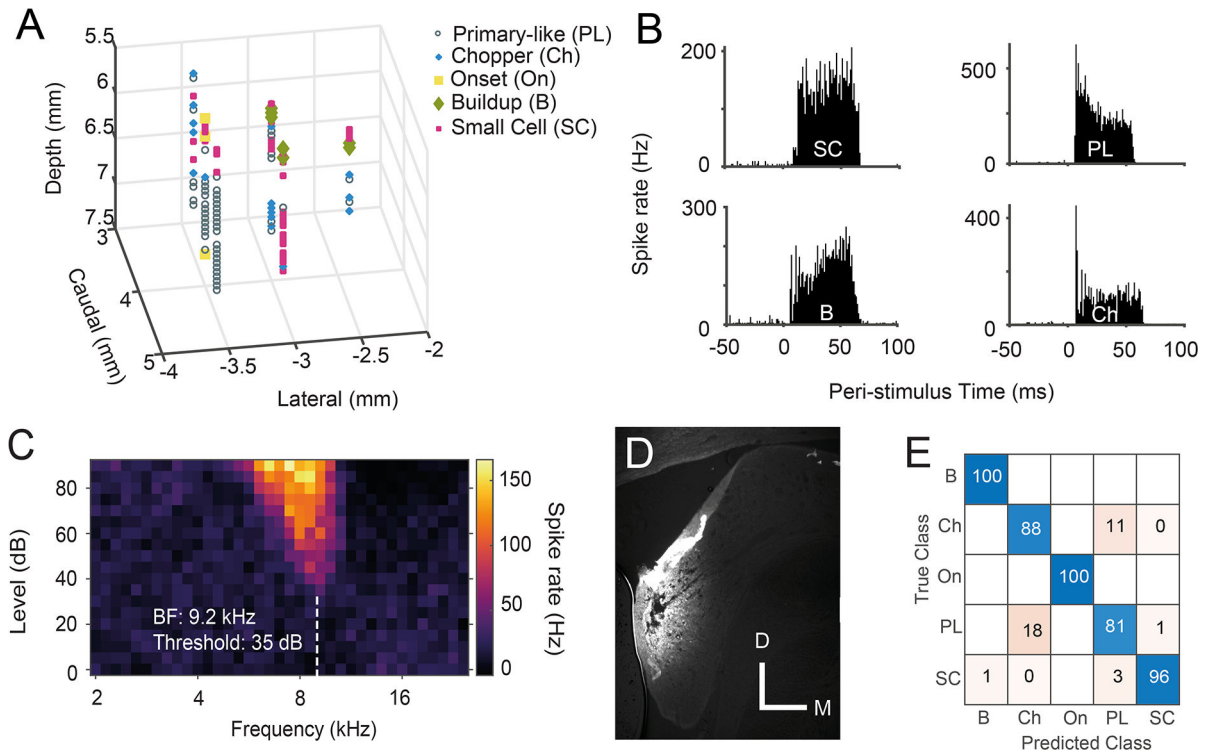 A
Depth (mm)
5.5
6
6.5
7
7.5
3
4
5
Caudal (mm)
-4
-3.5
-3
-2.5
-2
Lateral (mm)
Primary-like (PL)
Chopper (Ch)
Onset (On)
Buildup (B)
Small Cell (SC)
B
Spike rate (Hz)
200
0
SC
500
0
PL
300
0
B
-50 0 50 100
400
0
Ch
-50 0 50 100
Peri-stimulus Time (ms)
C
Level (dB)
80
60
40
20
0
BF: 9.2 kHz
Threshold: 35 dB
2 4 8 16
Frequency (kHz)
150
100
50
0
Spike rate (Hz)
D
D
M
E
True Class
B 100
Ch 88 11 0
On 100
PL 18 81 1
SC 1 0 3 96
B Ch On PL SC
Predicted Class